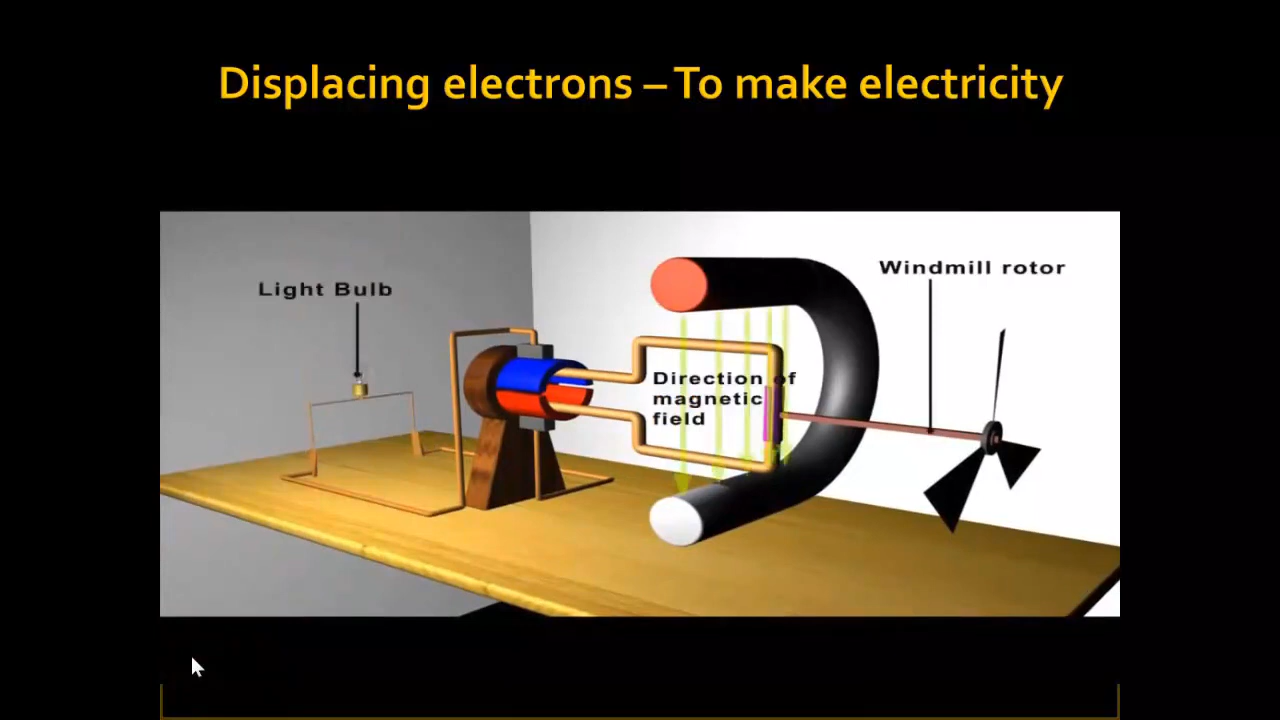 Displacing electrons – To make electricity
Light Bulb
Windmill rotor
Direction of
magnetic
field